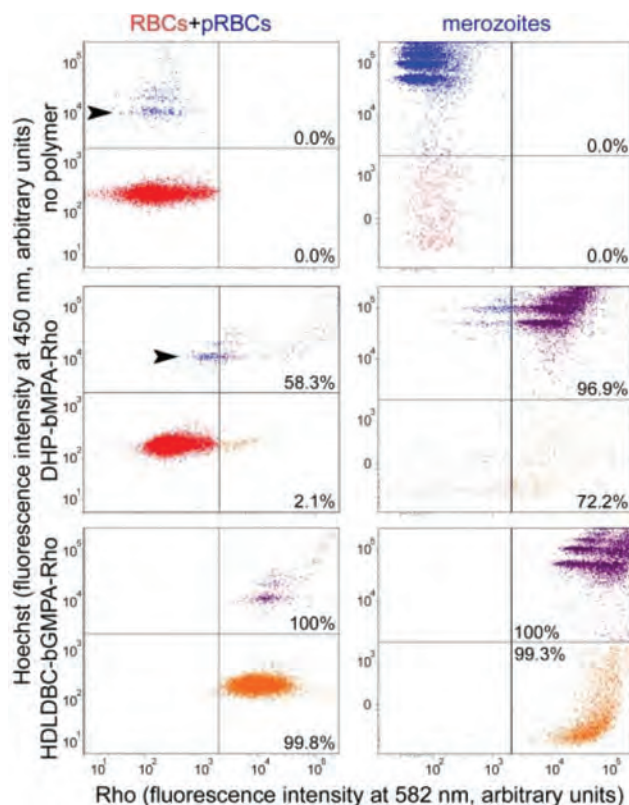 RBCs+pRBCs merozoites
Hoechst (fluorescence intensity at 450 nm, arbitrary units)
no polymer
DHP-bMPA-Rho
HDLDBC-bGMPA-Rho
10⁵ 10⁵
10⁴ 10⁴
0.0% 0.0%
10³ 10³
10² 0
10¹ 0.0% 0.0%
10⁵ 10⁵
10⁴ 10⁴
58.3% 96.9%
10³ 10³
10² 0
10¹ 2.1% 72.2%
10⁵ 10⁵
10⁴ 10⁴
100% 100%
10³ 10³ 99.3%
10² 0
10¹ 99.8%
10¹ 10² 10³ 10⁴ 10⁵ 0 10² 10³ 10⁴ 10⁵
Rho (fluorescence intensity at 582 nm, arbitrary units)